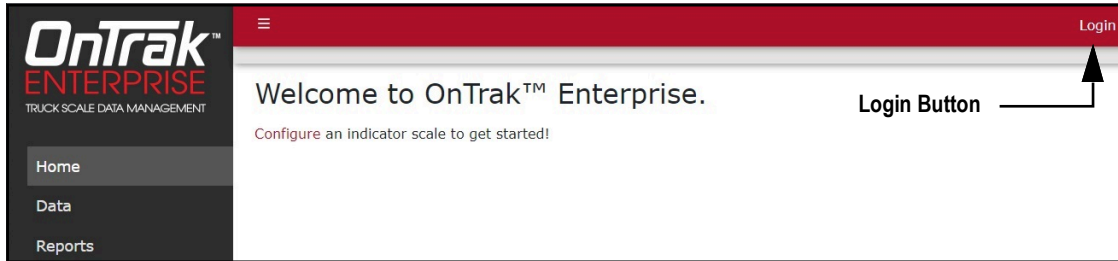 OnTrak™
ENTERPRISE
TRUCK SCALE DATA MANAGEMENT
Login
Welcome to OnTrak™ Enterprise.
Login Button
Configure an indicator scale to get started!
Home
Data
Reports